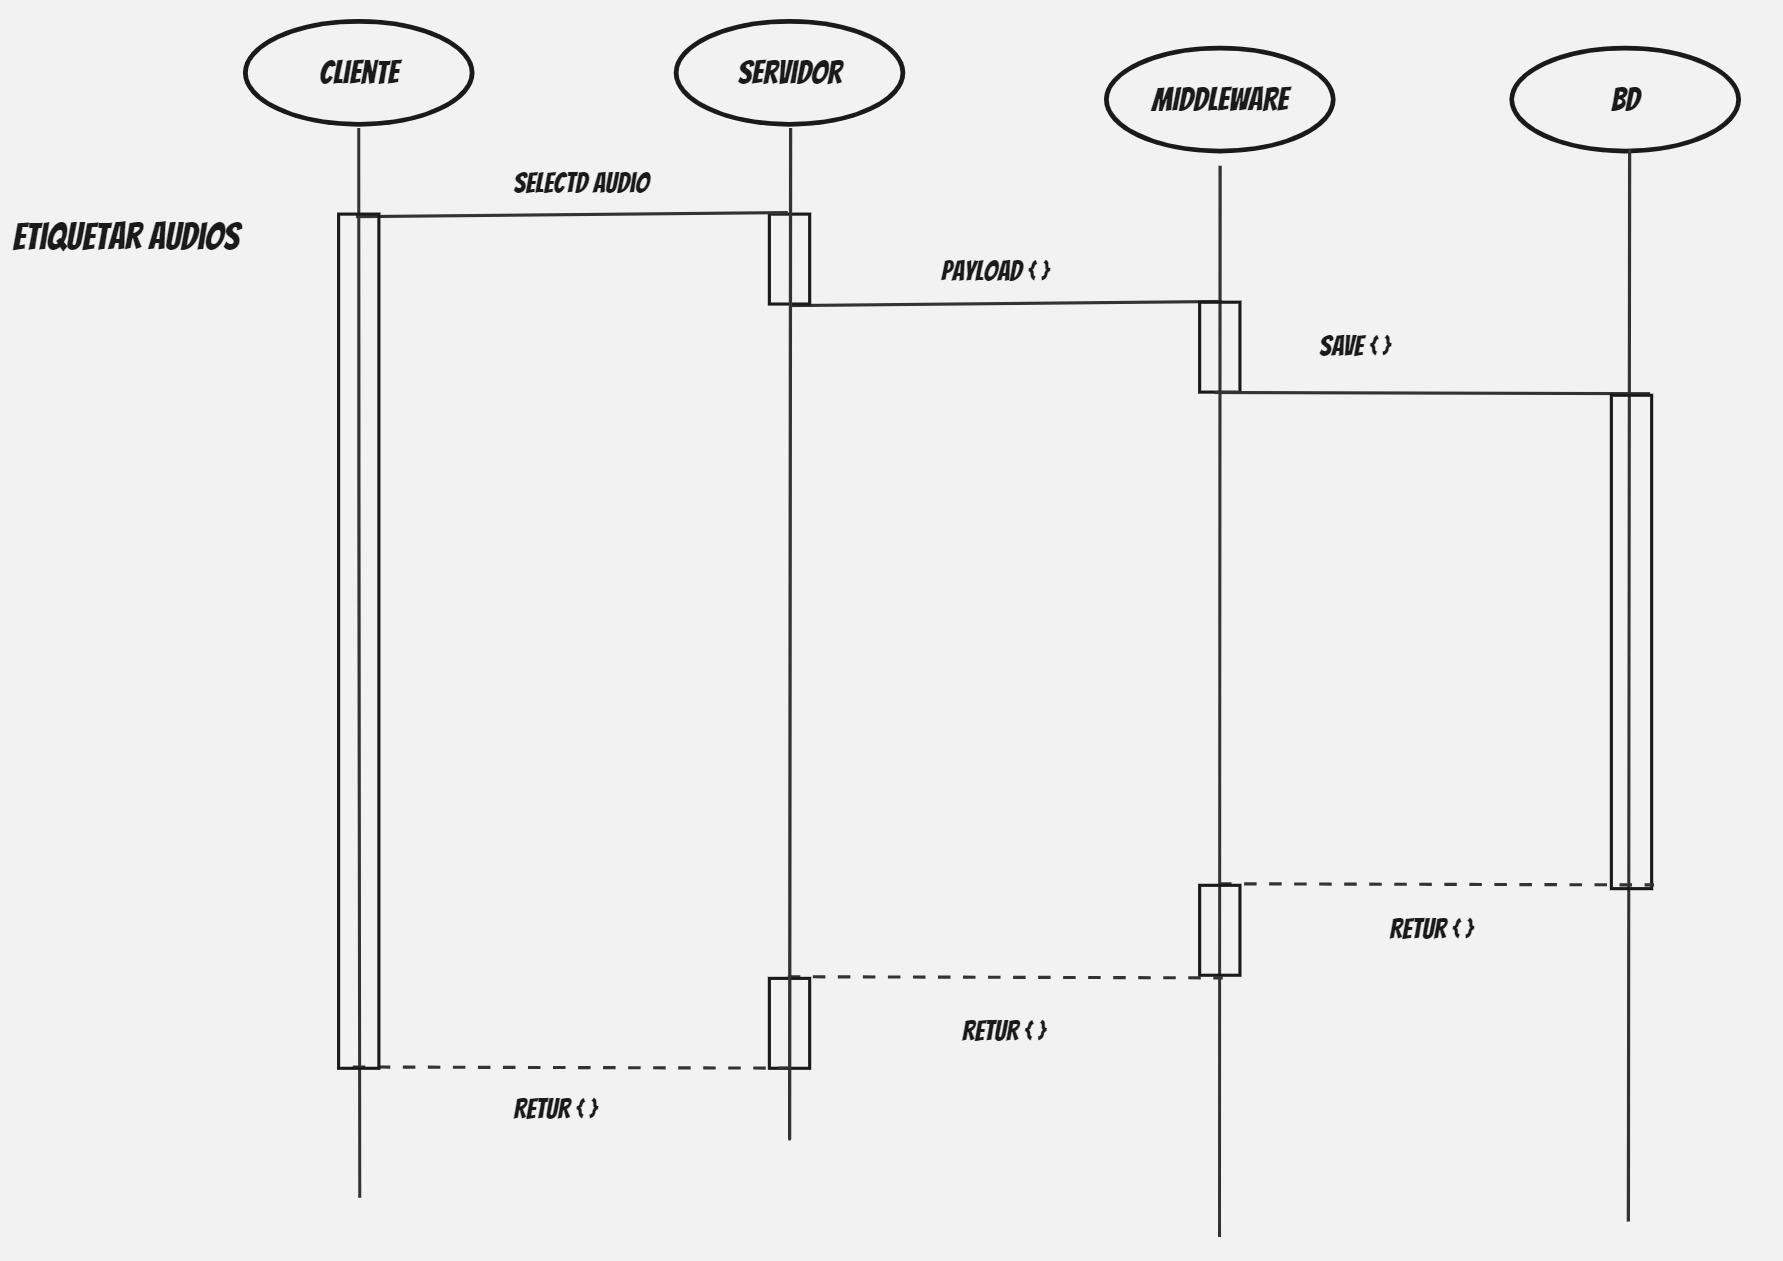 CLIENTE
SERVIDOR
MIDDLEWARE
BD
SELECTD AUDIO
ETIQUETAR AUDIOS
PAYLOAD { }
SAVE { }
RETUR { }
RETUR { }
RETUR { }